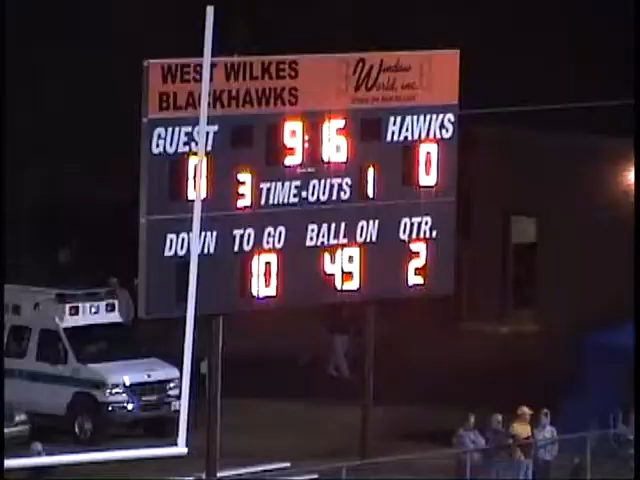 WEST WILKES
BLACKHAWKS
Window
World, inc.
GUEST 9:16 HAWKS
0 3 TIME-OUTS 1 0
DOWN TO GO BALL ON QTR.
10 49 2